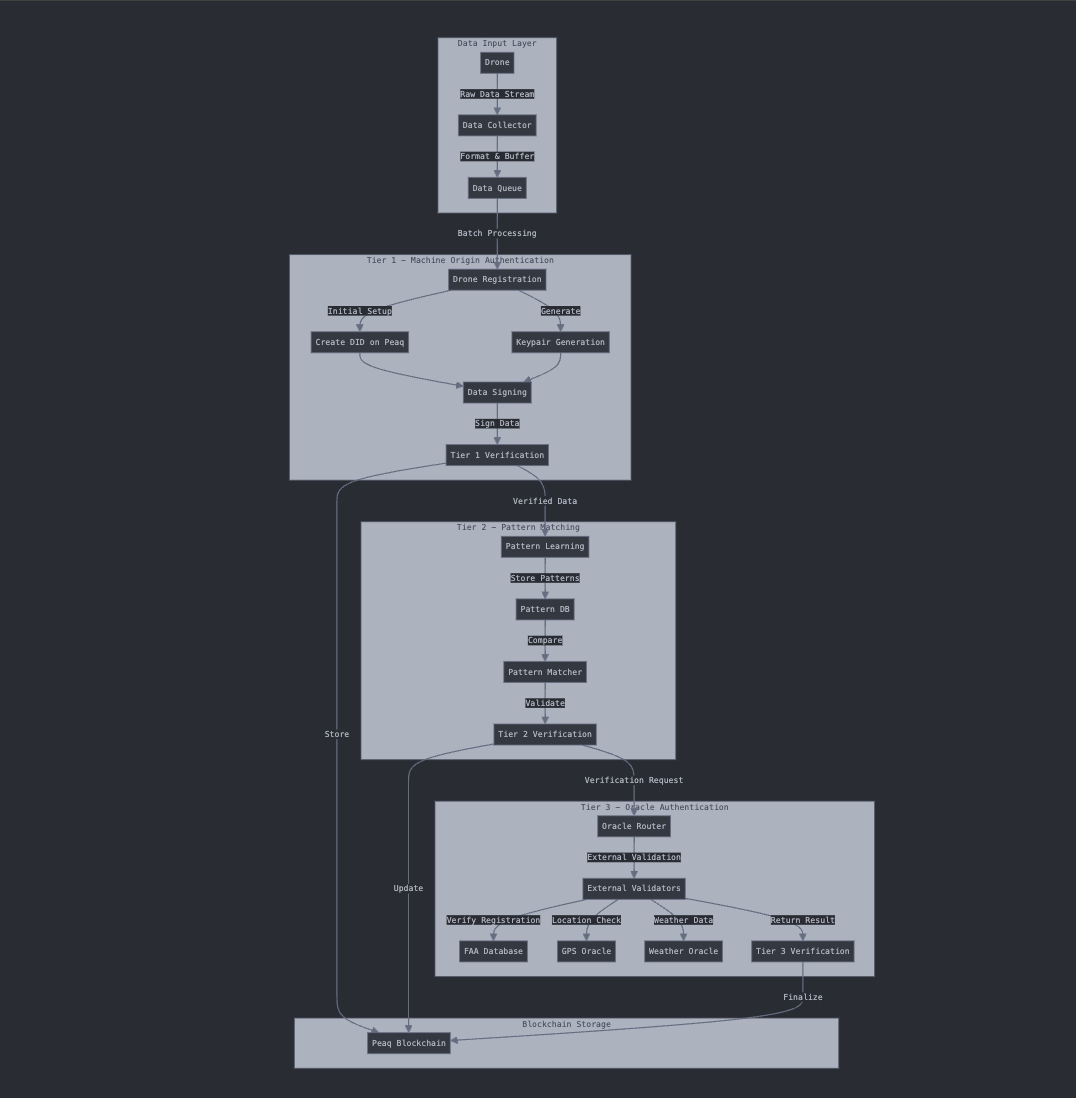 Data Input Layer
Drone
Raw Data Stream
Data Collector
Format & Buffer
Data Queue
Batch Processing
Tier 1 – Machine Origin Authentication
Drone Registration
Initial Setup
Generate
Create DID on Peaq
Keypair Generation
Data Signing
Sign Data
Tier 1 Verification
Verified Data
Tier 2 – Pattern Matching
Pattern Learning
Store Patterns
Pattern DB
Compare
Pattern Matcher
Validate
Store
Tier 2 Verification
Verification Request
Tier 3 – Oracle Authentication
Oracle Router
External Validation
Update
External Validators
Verify Registration
Location Check
Weather Data
Return Result
FAA Database
GPS Oracle
Weather Oracle
Tier 3 Verification
Finalize
Blockchain Storage
Peaq Blockchain